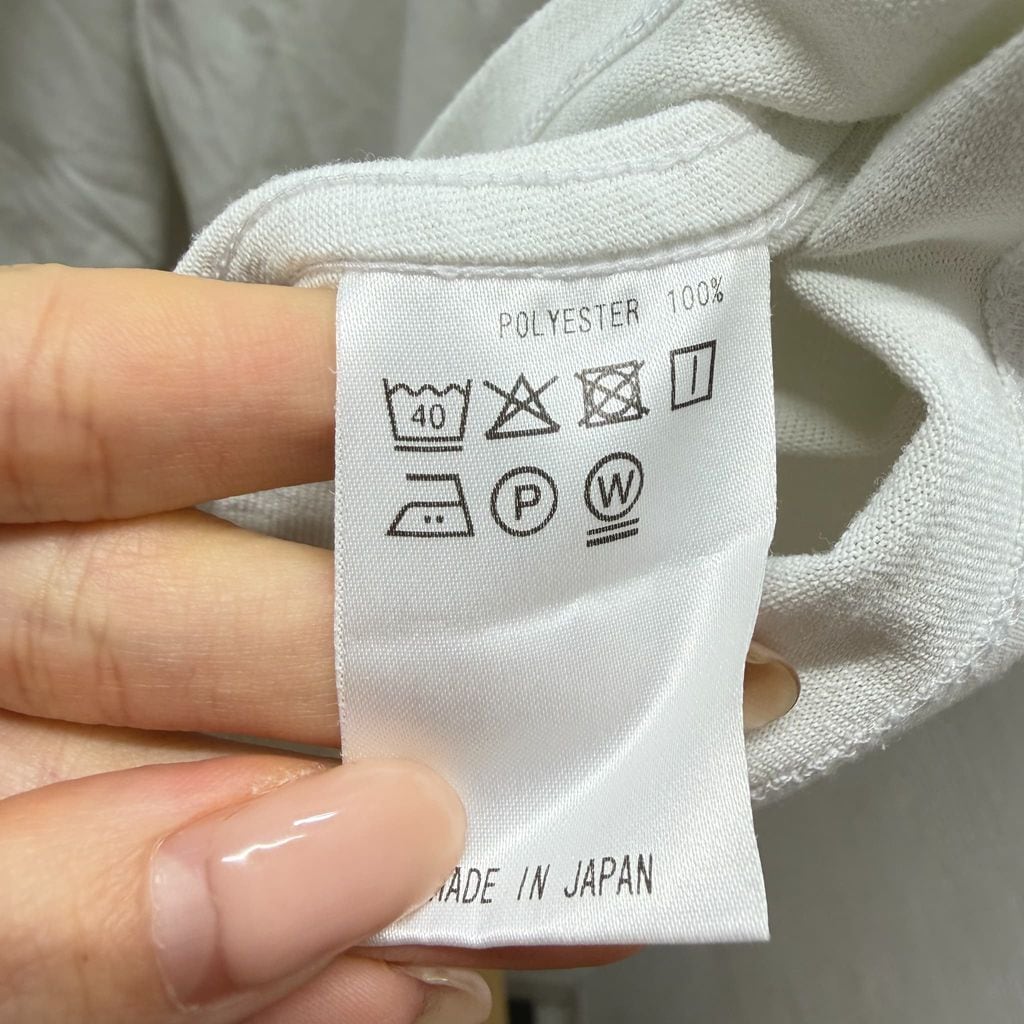 POLYESTER 100%
40
P W
MADE IN JAPAN